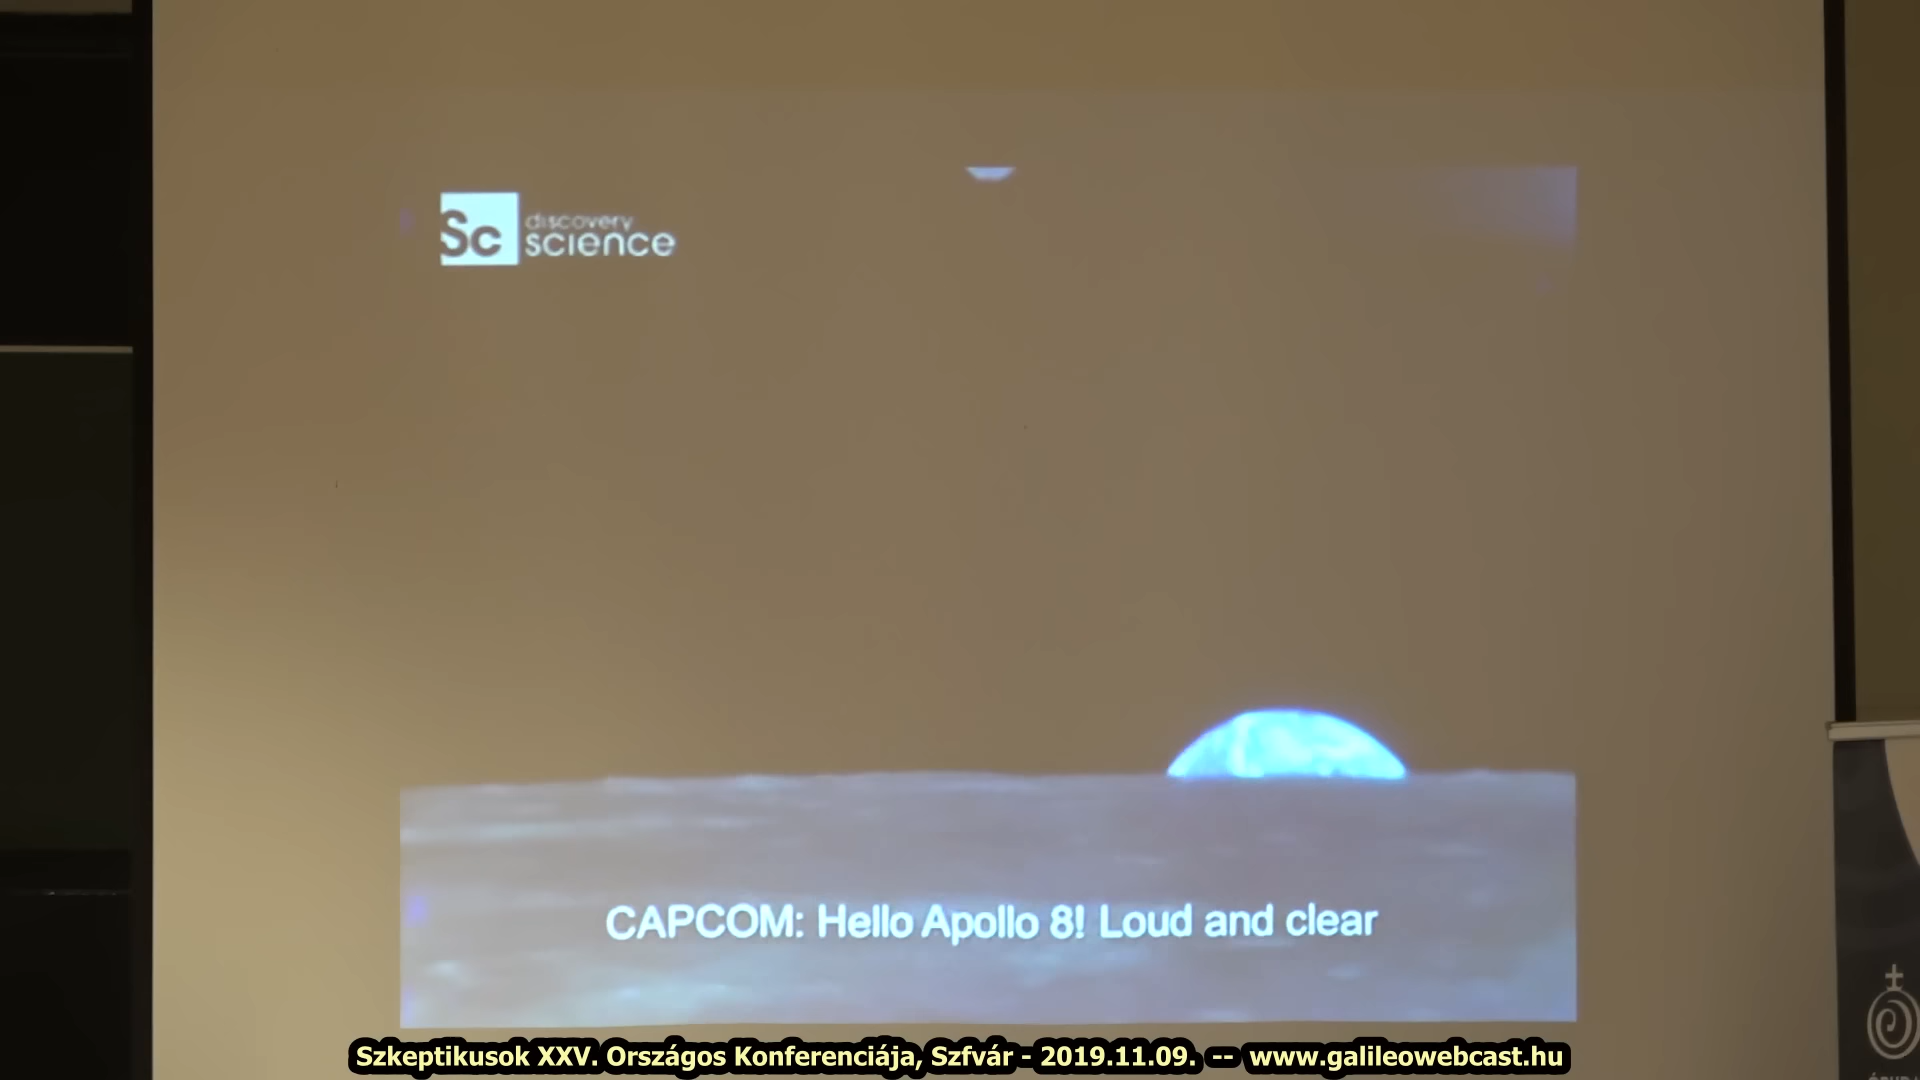 Sc discovery
science
CAPCOM: Hello Apollo 8! Loud and clear
Szkeptikusok XXV. Országos Konferenciája, Szfvár - 2019.11.09. -- www.galileowebcast.hu